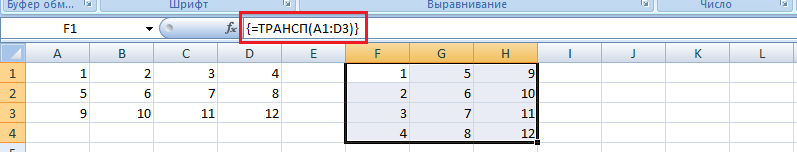 Буфер обм... Шрифт Выравнивание Число
F1 fx {=ТРАНСП(A1:D3)}
A B C D E F G H I J K L
1 1 2 3 4 1 5 9
2 5 6 7 8 2 6 10
3 9 10 11 12 3 7 11
4 4 8 12